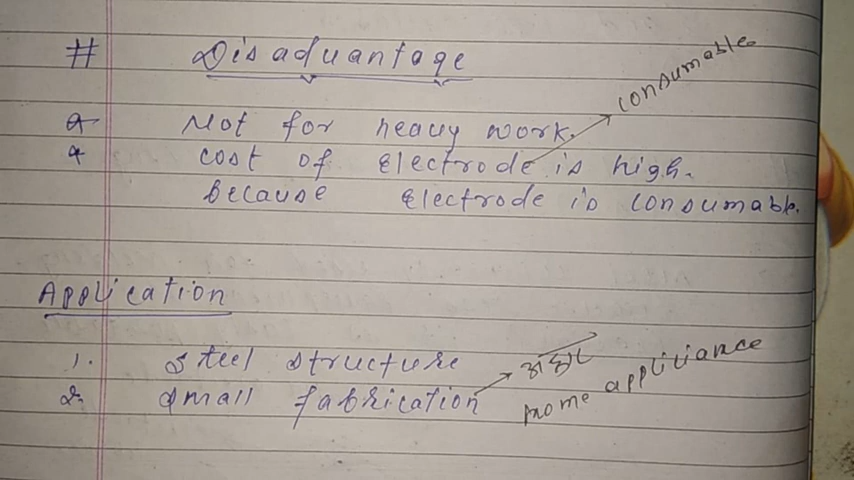 # Disadvantage
consumable
* Not for heavy work.
* cost of electrode is high.
because electrode is consumable.
Application
1. Steel structure
2. Small fabrication
home appliance